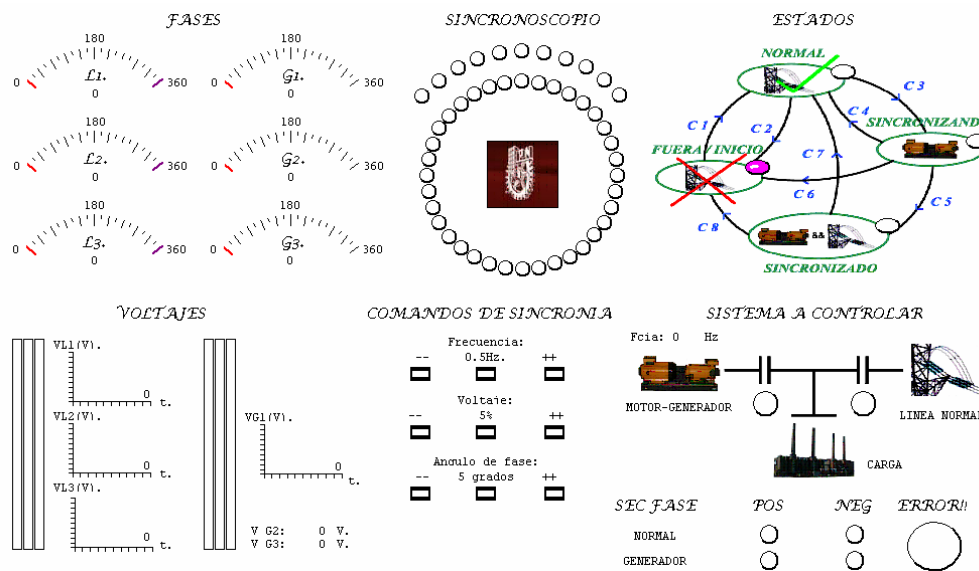 FASES
180
0
360
L1.
0
180
0
G1.
360
0
180
0
360
L2.
0
180
0
G2.
360
0
180
0
360
L3.
0
180
0
G3.
360
0
SINCRONOSCOPIO
ESTADOS
NORMAL
C 3
C 4
C 1
C 2
SINCRONIZAND
FUERA/ INICIO
C 7
C 6
C 5
C 8
&&
SINCRONIZADO
VOLTAJES
VL1(V).
0
t.
VL2(V).
0
t.
VL3(V).
0
t.
VG1(V).
0
t.
V G2: 0 V.
V G3: 0 V.
COMANDOS DE SINCRONIA
Frecuencia:
-- 0.5Hz. ++
Voltaje:
-- 5% ++
Angulo de fase:
-- 5 grados ++
SISTEMA A CONTROLAR
Fcia: 0 Hz
MOTOR-GENERADOR
LINEA NORMAL
CARGA
SEC FASE POS NEG ERROR!!
NORMAL
GENERADOR